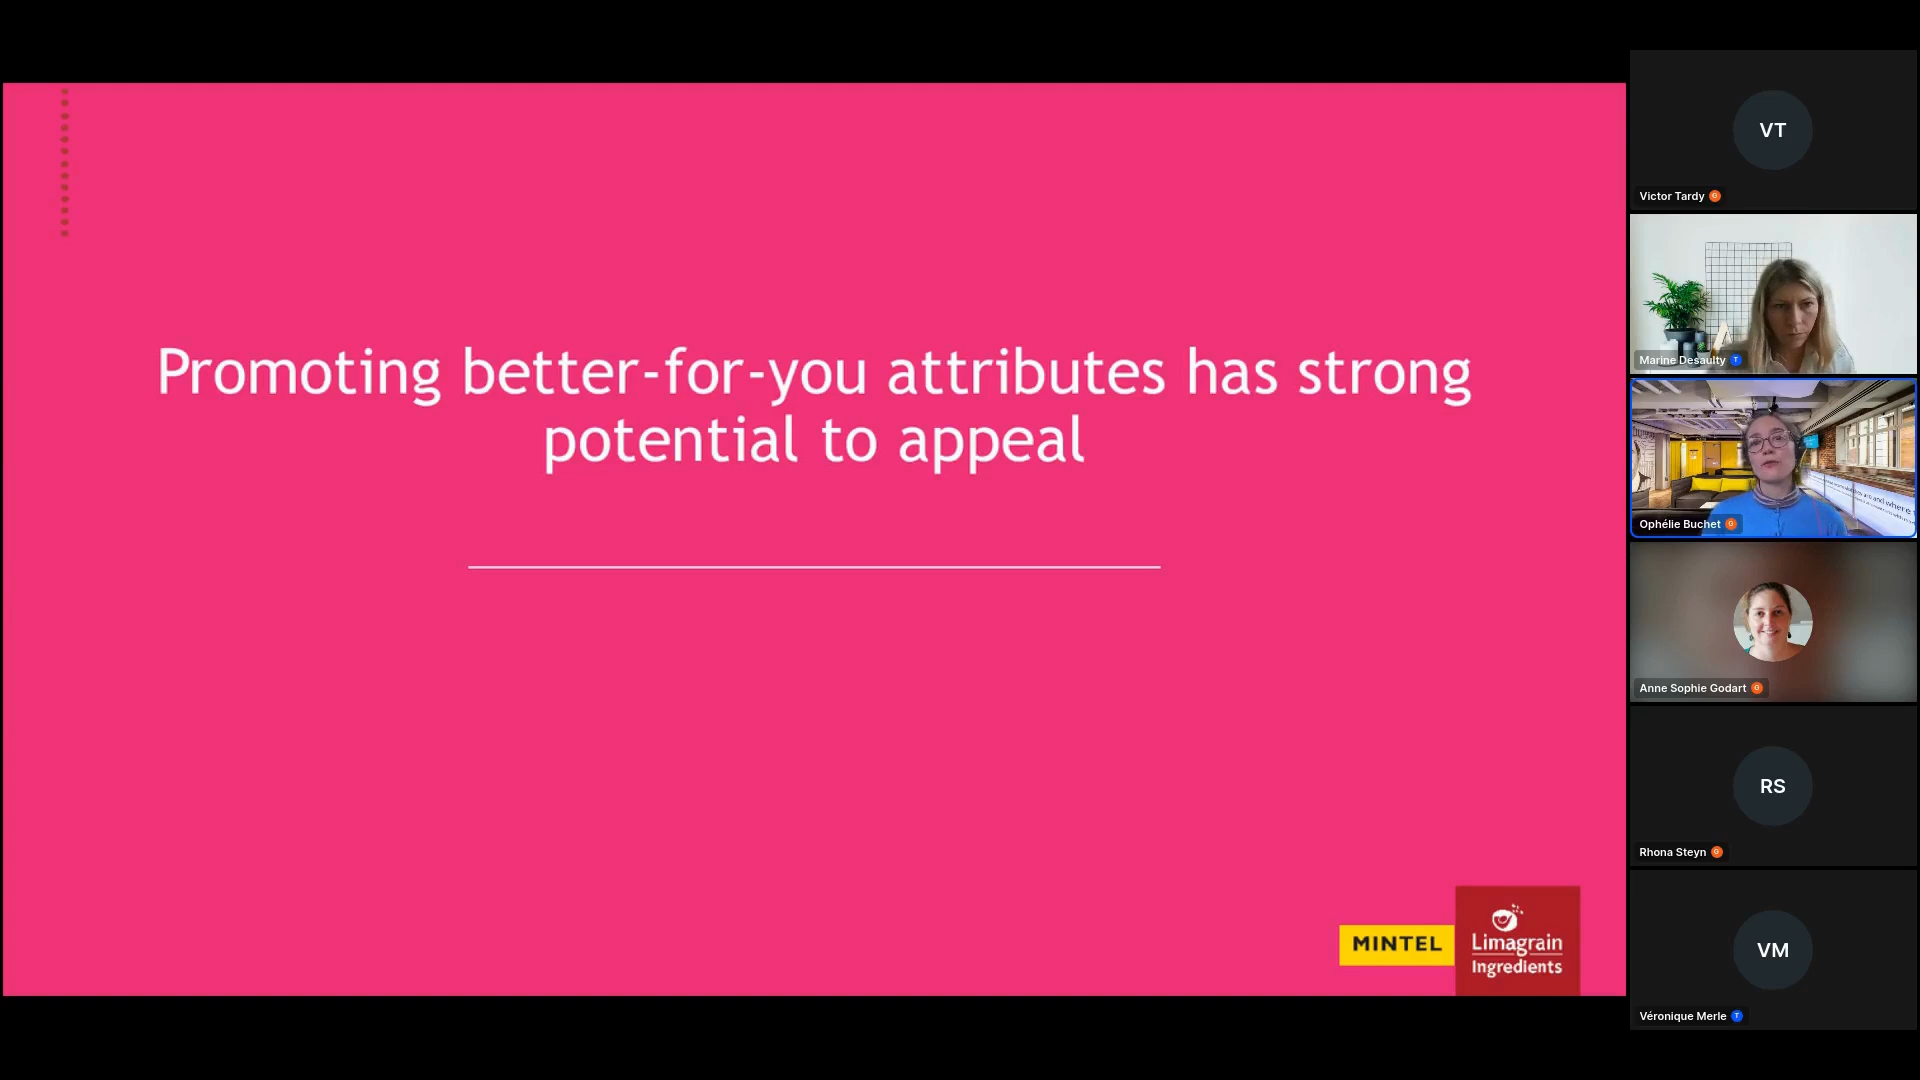 Promoting better-for-you attributes has strong
potential to appeal
MINTEL
Limagrain
Ingredients
VT
Victor Tardy G
Marine Desaulty T
Ophélie Buchet G
Anne Sophie Godart G
RS
Rhona Steyn G
VM
Véronique Merle T